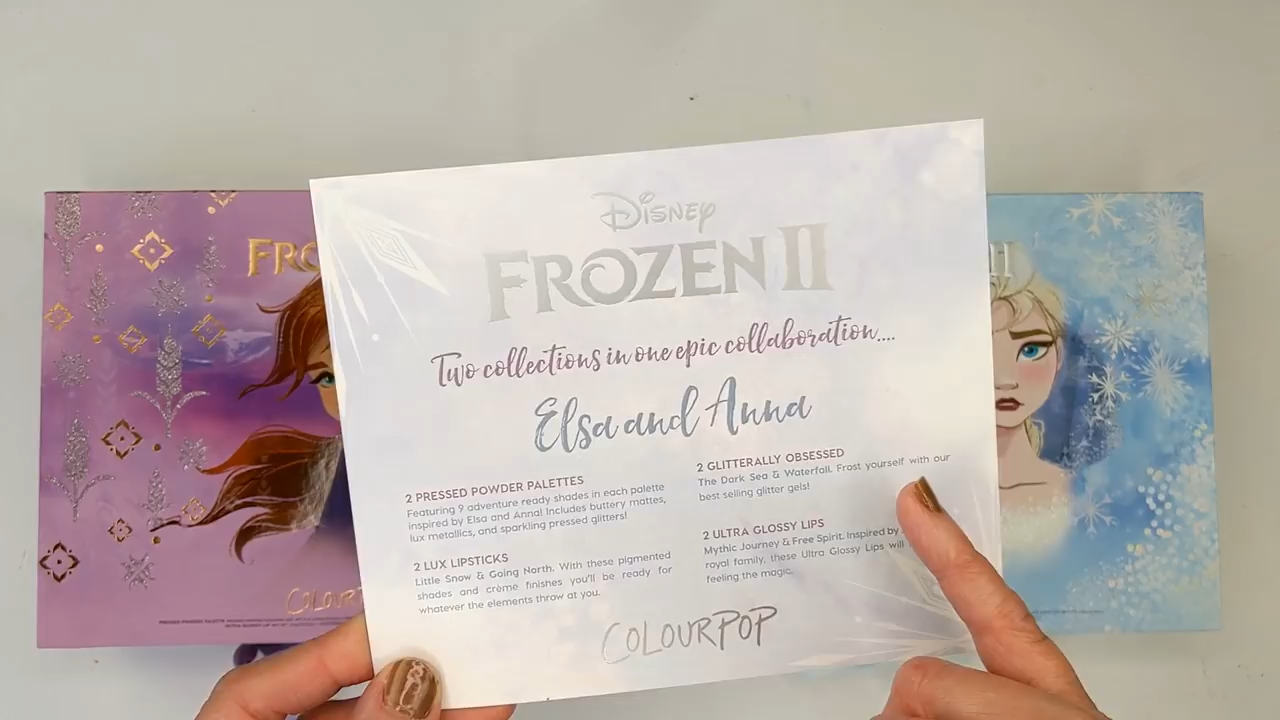 DISNEY
FROZEN II
Two collections in one epic collaboration....
Elsa and Anna
2 PRESSED POWDER PALETTES
Featuring 9 adventure ready shades in each palette
inspired by Elsa and Anna! Includes buttery mattes,
lux metallics, and sparkling pressed glitters!
2 LUX LIPSTICKS
Little Snow & Going North. With these pigmented
shades and crème finishes you'll be ready for
whatever the elements throw at you.
2 GLITTERALLY OBSESSED
The Dark Sea & Waterfall. Frost yourself with our
best selling glitter gels!
2 ULTRA GLOSSY LIPS
Mythic Journey & Free Spirit. Inspired by
royal family, these Ultra Glossy Lips will
feeling the magic.
COLOURPOP
FRO
COLOUR
II